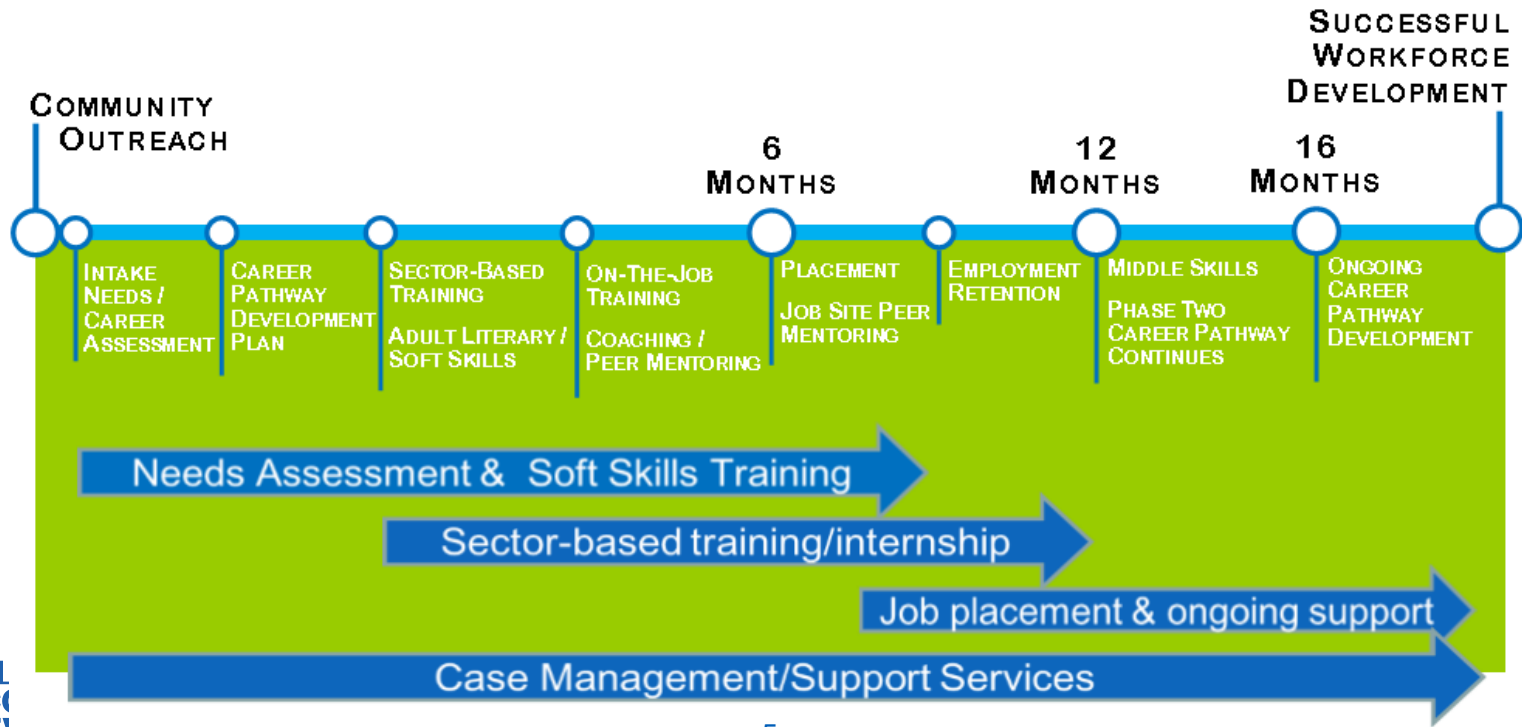 SUCCESSFUL
WORKFORCE
DEVELOPMENT
COMMUNITY
OUTREACH
6
MONTHS
12
MONTHS
16
MONTHS
INTAKE
NEEDS /
CAREER
ASSESSMENT
CAREER
PATHWAY
DEVELOPMENT
PLAN
SECTOR-BASED
TRAINING
ADULT LITERARY /
SOFT SKILLS
ON-THE-JOB
TRAINING
COACHING /
PEER MENTORING
PLACEMENT
JOB SITE PEER
MENTORING
EMPLOYMENT
RETENTION
MIDDLE SKILLS
PHASE TWO
CAREER PATHWAY
CONTINUES
ONGOING
CAREER
PATHWAY
DEVELOPMENT
Needs Assessment & Soft Skills Training
Sector-based training/internship
Job placement & ongoing support
Case Management/Support Services